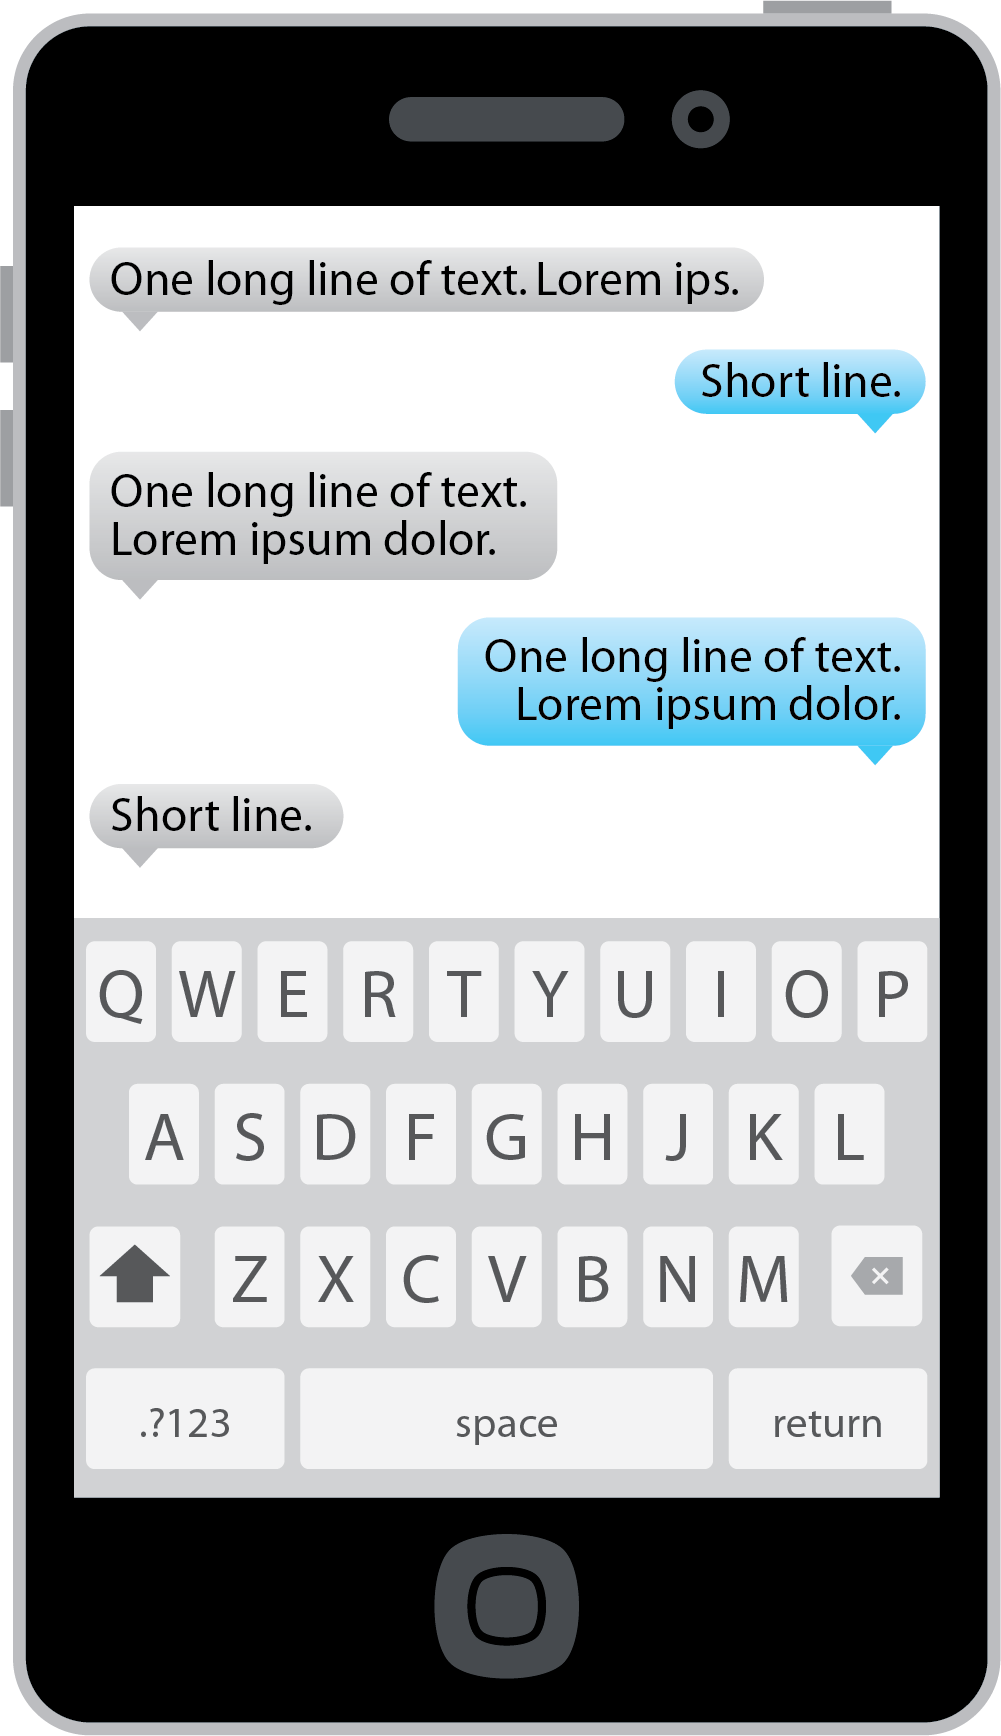 One long line of text. Lorem ips.
Short line.
One long line of text.
Lorem ipsum dolor.
One long line of text.
Lorem ipsum dolor.
Short line.
Q W E R T Y U I O P
A S D F G H J K L
Z X C V B N M
.?123 space return